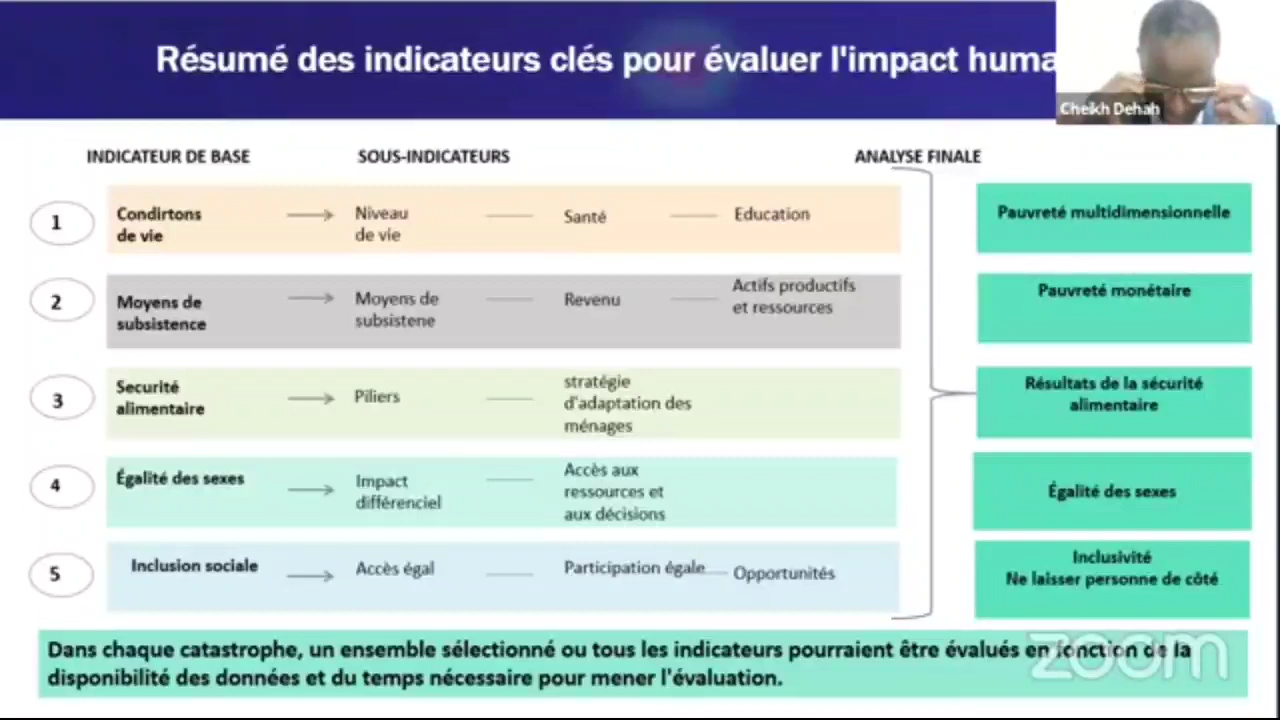 Résumé des indicateurs clés pour évaluer l'impact huma
Cheikh Dehah
INDICATEUR DE BASE
SOUS-INDICATEURS
ANALYSE FINALE
1
Condirtons
de vie
Niveau
de vie
Santé
Education
Pauvreté multidimensionnelle
2
Moyens de
subsistence
Moyens de
subsistene
Revenu
Actifs productifs
et ressources
Pauvreté monétaire
3
Securité
alimentaire
Piliers
stratégie
d'adaptation des
ménages
Résultats de la sécurité
alimentaire
4
Égalité des sexes
Impact
différenciel
Accès aux
ressources et
aux décisions
Égalité des sexes
5
Inclusion sociale
Accès égal
Participation égale
Opportunités
Inclusivité
Ne laisser personne de côté
Dans chaque catastrophe, un ensemble sélectionné ou tous les indicateurs pourraient être évalués en fonction de la
disponibilité des données et du temps nécessaire pour mener l'évaluation.
zoom